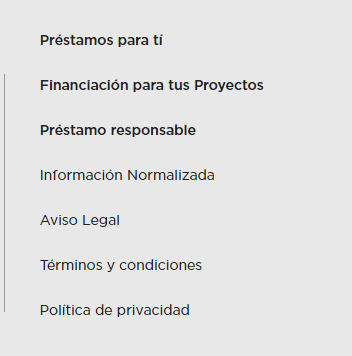 Préstamos para tí
Financiación para tus Proyectos
Préstamo responsable
Información Normalizada
Aviso Legal
Términos y condiciones
Política de privacidad